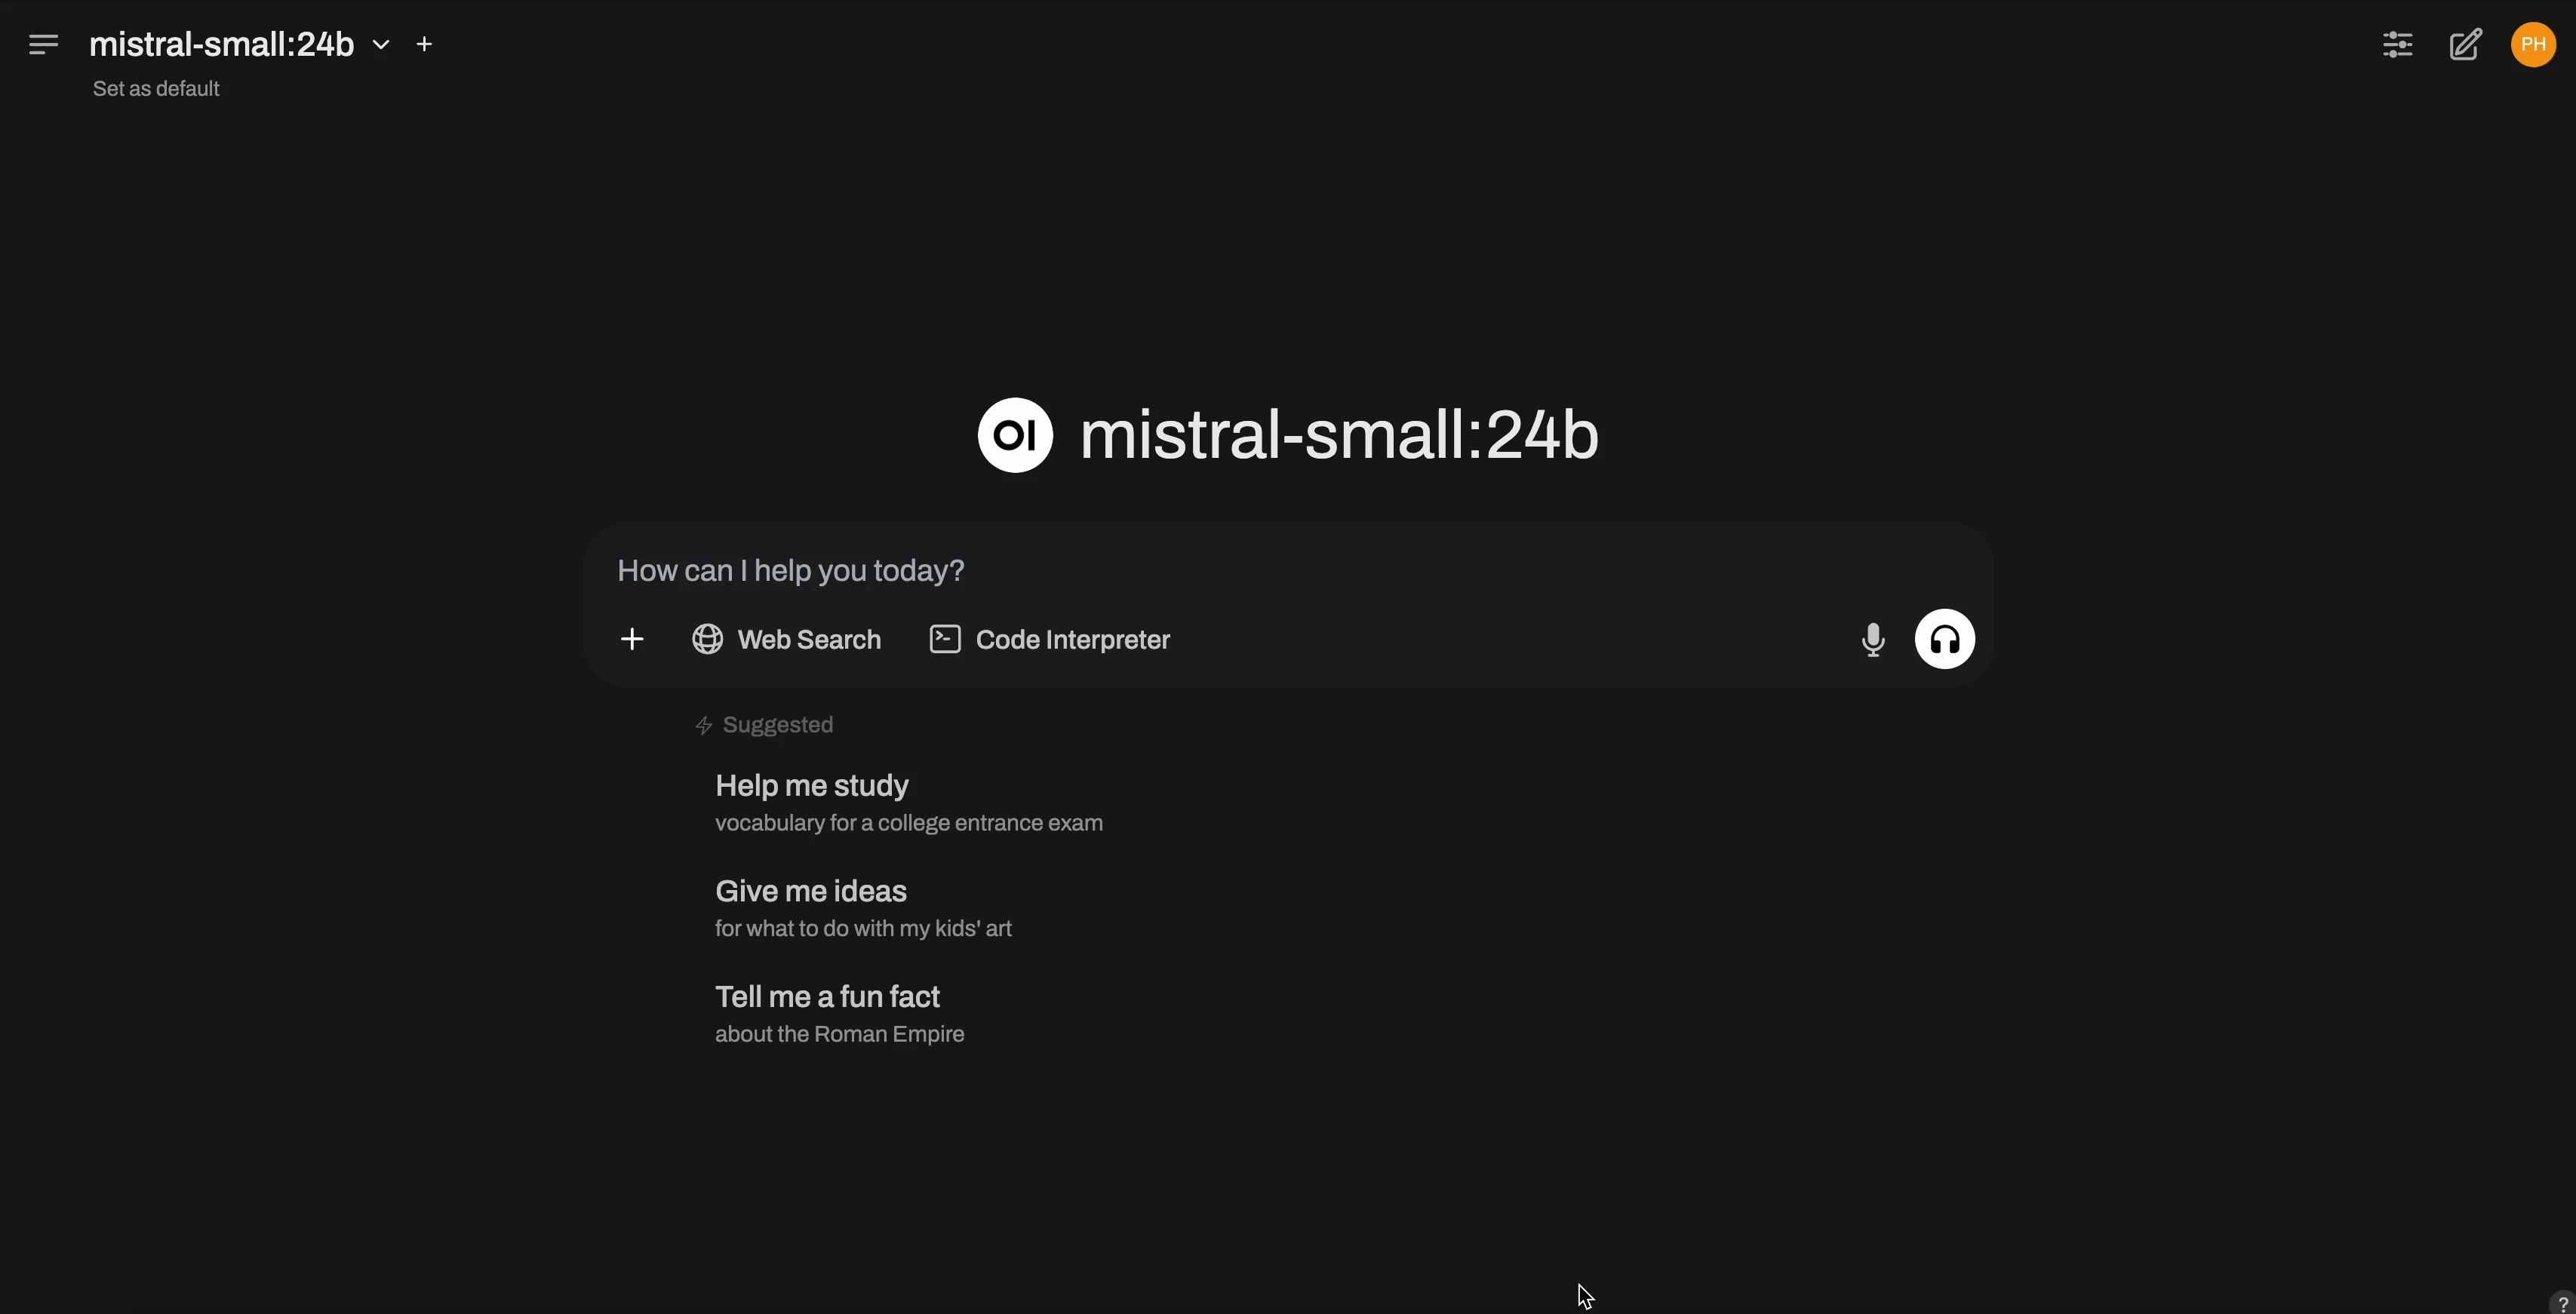 mistral-small:24b
Set as default
PH
OI mistral-small:24b
How can I help you today?
Web Search Code Interpreter
Suggested
Help me study
vocabulary for a college entrance exam
Give me ideas
for what to do with my kids' art
Tell me a fun fact
about the Roman Empire
?